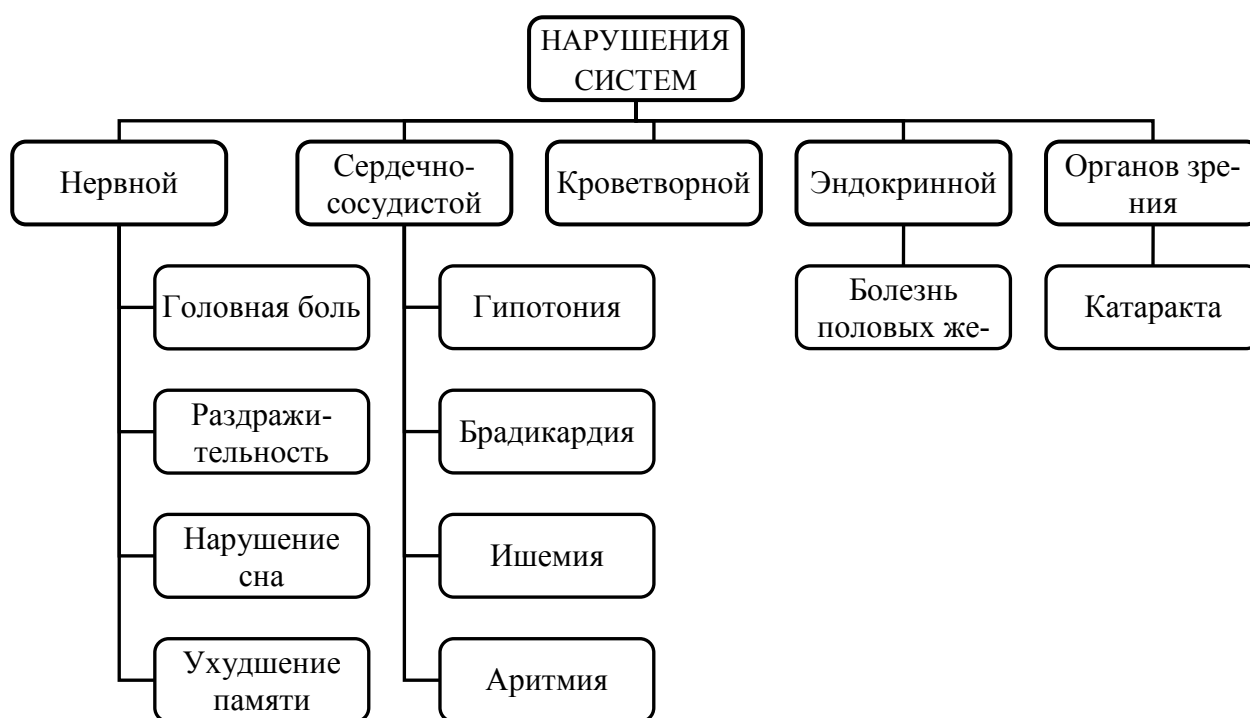 НАРУШЕНИЯ
СИСТЕМ
Нервной
Сердечно-
сосудистой
Кроветворной
Эндокринной
Органов зре-
ния
Головная боль
Гипотония
Болезнь
половых же-
Катаракта
Раздражи-
тельность
Брадикардия
Нарушение
сна
Ишемия
Ухудшение
памяти
Аритмия